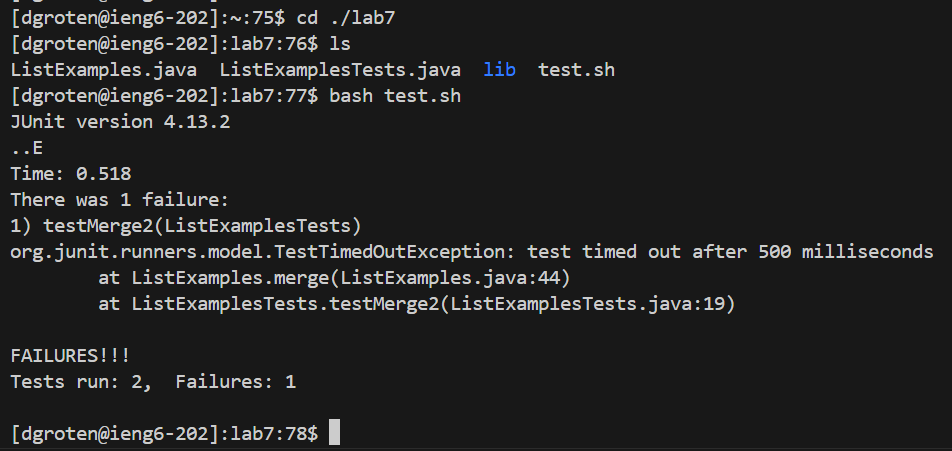 [dgroten@ieng6-202]:~:75$ cd ./lab7
[dgroten@ieng6-202]:lab7:76$ ls
ListExamples.java  ListExamplesTests.java  lib  test.sh
[dgroten@ieng6-202]:lab7:77$ bash test.sh
JUnit version 4.13.2
..E
Time: 0.518
There was 1 failure:
1) testMerge2(ListExamplesTests)
org.junit.runners.model.TestTimedOutException: test timed out after 500 milliseconds
        at ListExamples.merge(ListExamples.java:44)
        at ListExamplesTests.testMerge2(ListExamplesTests.java:19)

FAILURES!!!
Tests run: 2,  Failures: 1

[dgroten@ieng6-202]:lab7:78$